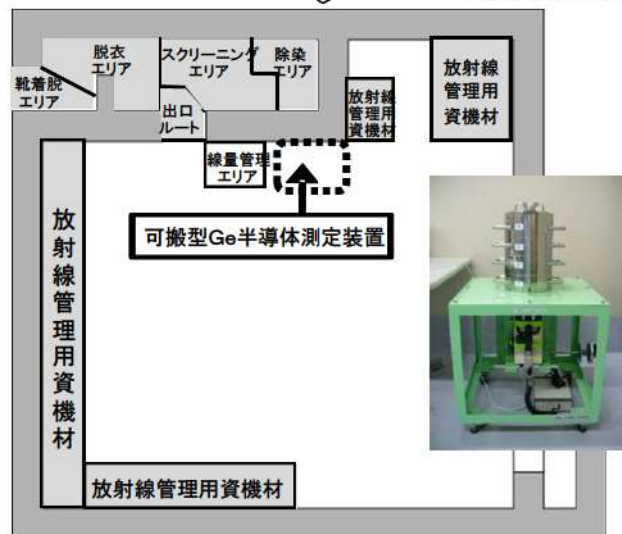 脱衣
エリア
スクリーニング
エリア
除染
エリア
靴着脱
エリア
出口
ルート
放射線
管理用
資機材
放射線
管理用
資機材
線量管理
エリア
可搬型Ge半導体測定装置
放射線管理用資機材
放射線管理用資機材